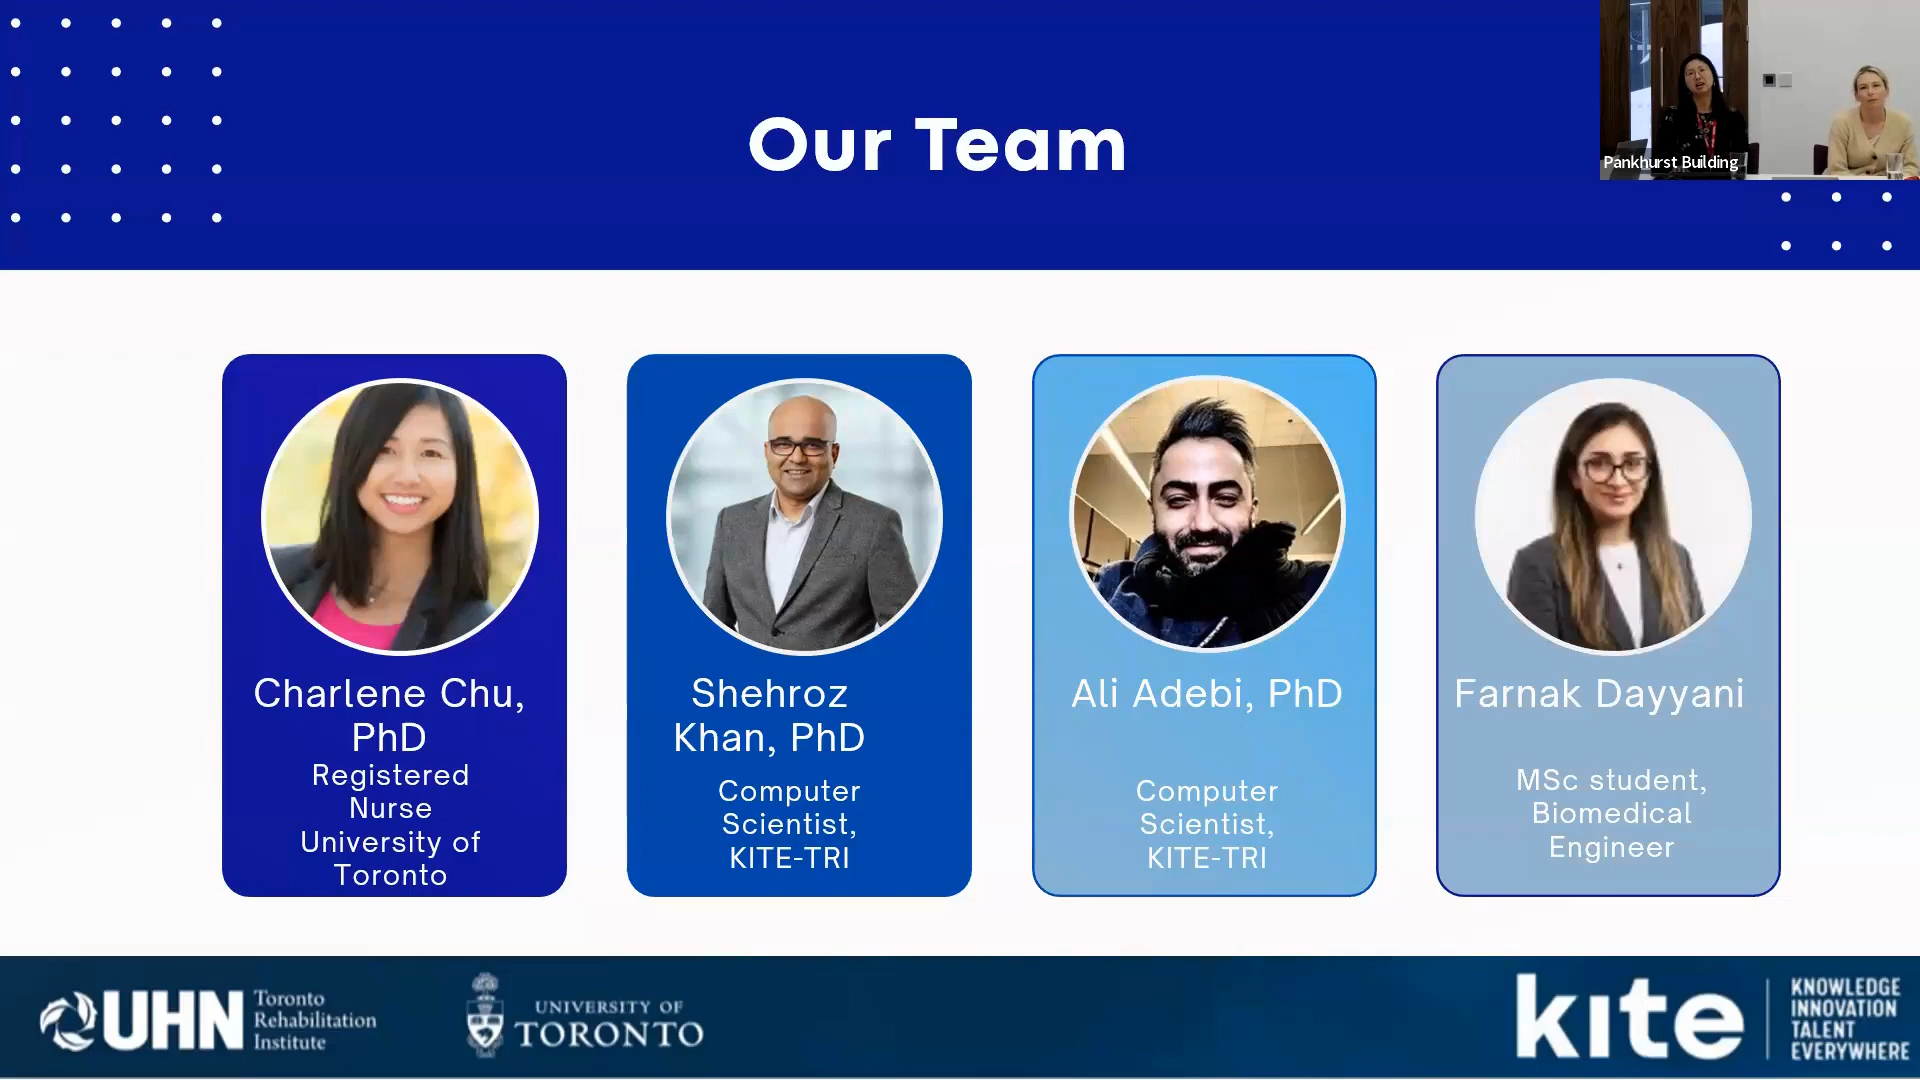 Our Team
Pankhurst Building
Charlene Chu,
PhD
Registered
Nurse
University of
Toronto
Shehroz
Khan, PhD
Computer
Scientist,
KITE-TRI
Ali Adebi, PhD
Computer
Scientist,
KITE-TRI
Farnak Dayyani
MSc student,
Biomedical
Engineer
UHN
Toronto
Rehabilitation
Institute
UNIVERSITY OF
TORONTO
kite
KNOWLEDGE
INNOVATION
TALENT
EVERYWHERE